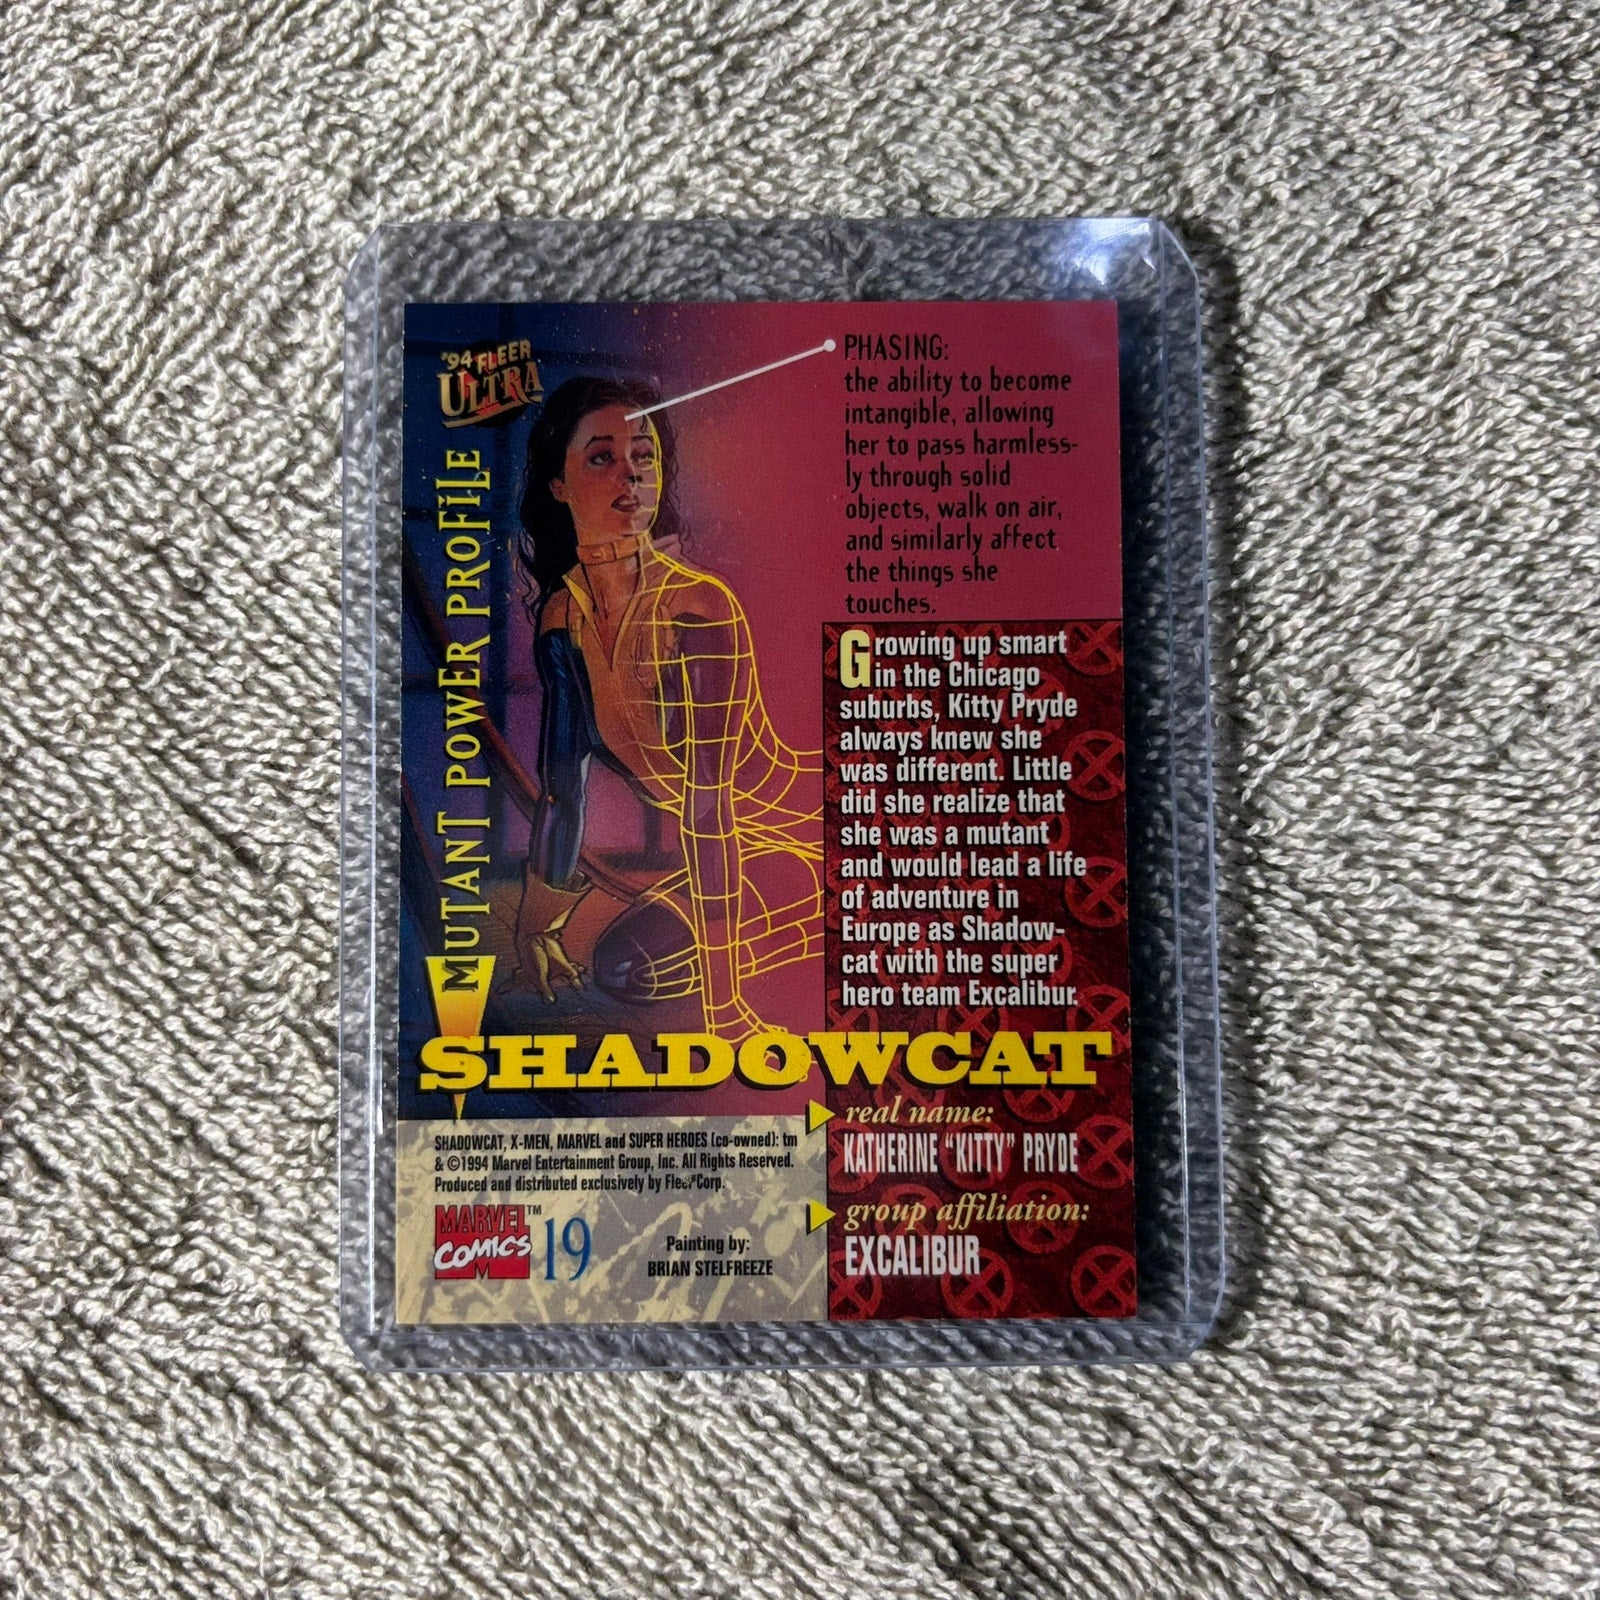 '94 FLEER
ULTRA
MUTANT POWER PROFILE
PHASING:
the ability to become
intangible, allowing
her to pass harmless-
ly through solid
objects, walk on air,
and similarly affect
the things she
touches.
Growing up smart
in the Chicago
suburbs, Kitty Pryde
always knew she
was different. Little
did she realize that
she was a mutant
and would lead a life
of adventure in
Europe as Shadow-
cat with the super
hero team Excalibur.
SHADOWCAT
real name:
KATHERINE "KITTY" PRYDE
group affiliation:
EXCALIBUR
SHADOWCAT, X-MEN, MARVEL and SUPER HEROES (co-owned): tm
& ©1994 Marvel Entertainment Group, Inc. All Rights Reserved.
Produced and distributed exclusively by Fleer Corp.
MARVEL™
COMICS
M
19
Painting by:
BRIAN STELFREEZE